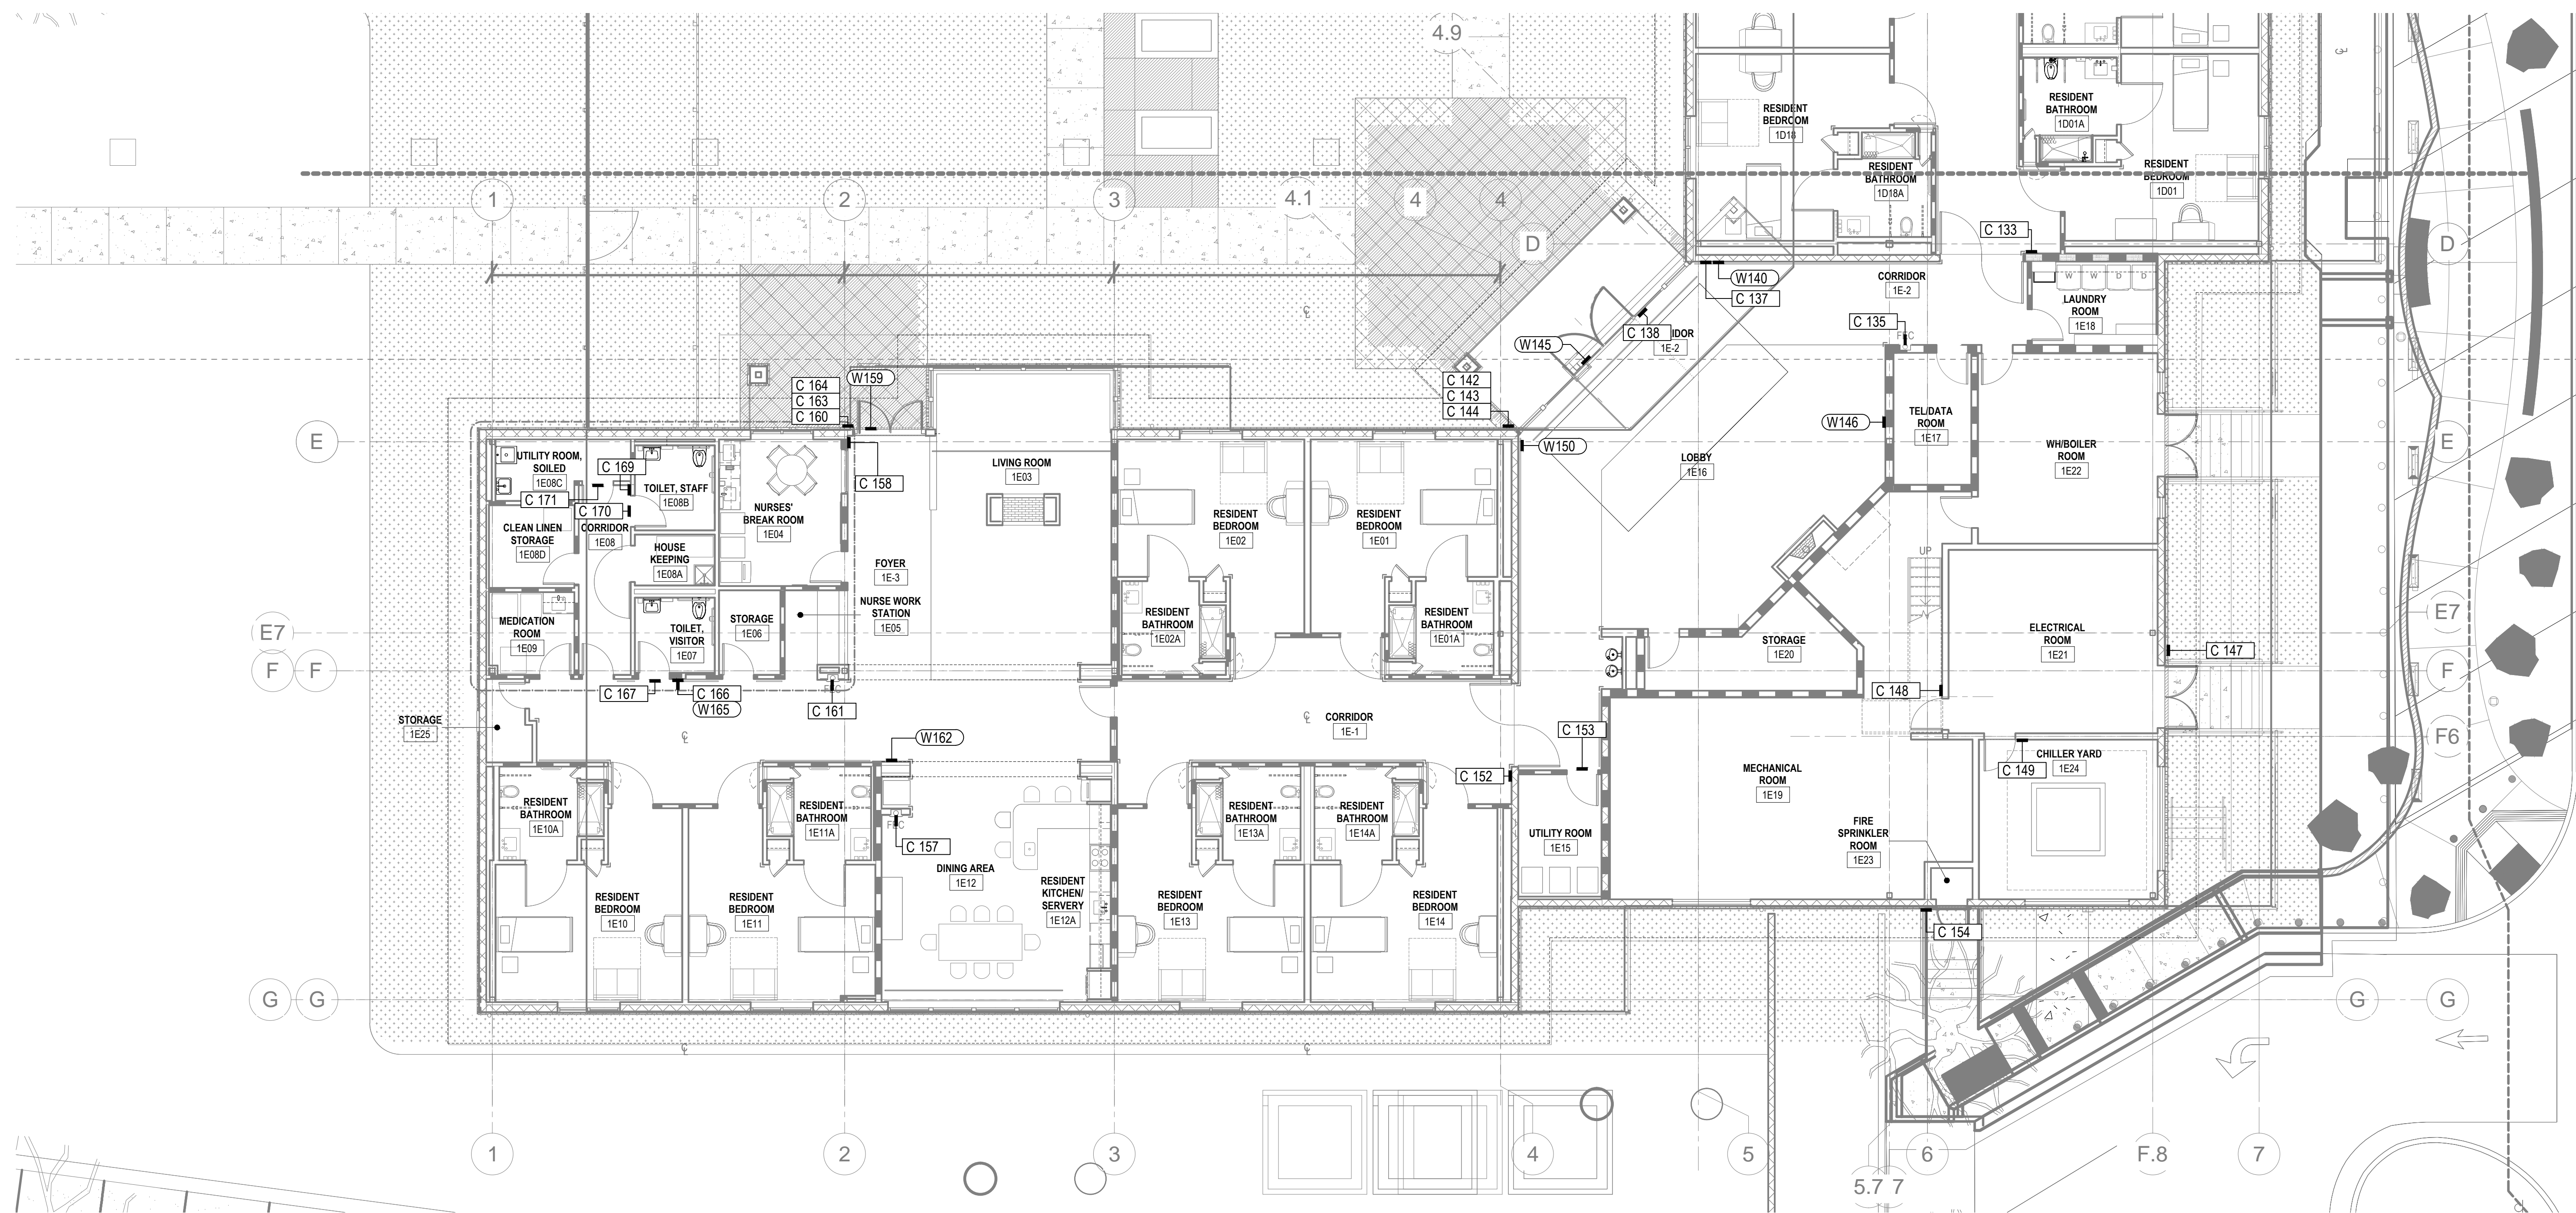 4.9
RESIDENT
BEDROOM
1D18
RESIDENT
BATHROOM
1D18A
RESIDENT
BATHROOM
1D01A
RESIDENT
BEDROOM
1D01
1
2
3
4.1
4
4
D
D
C 133
W140
C 137
CORRIDOR
1E-2
W W D D
LAUNDRY
ROOM
1E18
C 138
IDOR
1E-2
C 135
W145
C 164
C 163
C 160
W159
C 142
C 143
C 144
W146
TEL/DATA
ROOM
1E17
E
E
W150
WH/BOILER
ROOM
1E22
LOBBY
1E16
UTILITY ROOM,
SOILED
1E08C
C 169
C 171
C 170
TOILET, STAFF
1E08B
C 158
LIVING ROOM
1E03
NURSES'
BREAK ROOM
1E04
RESIDENT
BEDROOM
1E02
RESIDENT
BEDROOM
1E01
CLEAN LINEN
STORAGE
1E08D
CORRIDOR
1E08
HOUSE
KEEPING
1E08A
FOYER
1E-3
UP
NURSE WORK
STATION
1E05
MEDICATION
ROOM
1E09
TOILET,
VISITOR
1E07
STORAGE
1E06
RESIDENT
BATHROOM
1E02A
RESIDENT
BATHROOM
1E01A
E7
E7
STORAGE
1E20
ELECTRICAL
ROOM
1E21
C 147
F
F
F
C 148
C 167
C 166
W165
C 161
STORAGE
1E25
CORRIDOR
1E-1
C 153
W162
F6
CHILLER YARD
1E24
C 149
C 152
MECHANICAL
ROOM
1E19
RESIDENT
BATHROOM
1E10A
RESIDENT
BATHROOM
1E11A
RESIDENT
BATHROOM
1E13A
RESIDENT
BATHROOM
1E14A
C 157
UTILITY ROOM
1E15
FIRE
SPRINKLER
ROOM
1E23
DINING AREA
1E12
RESIDENT
KITCHEN/
SERVERY
1E12A
RESIDENT
BEDROOM
1E10
RESIDENT
BEDROOM
1E11
RESIDENT
BEDROOM
1E13
RESIDENT
BEDROOM
1E14
C 154
G
G
G
G
1
2
3
4
5
6
F.8
7
5.7
7